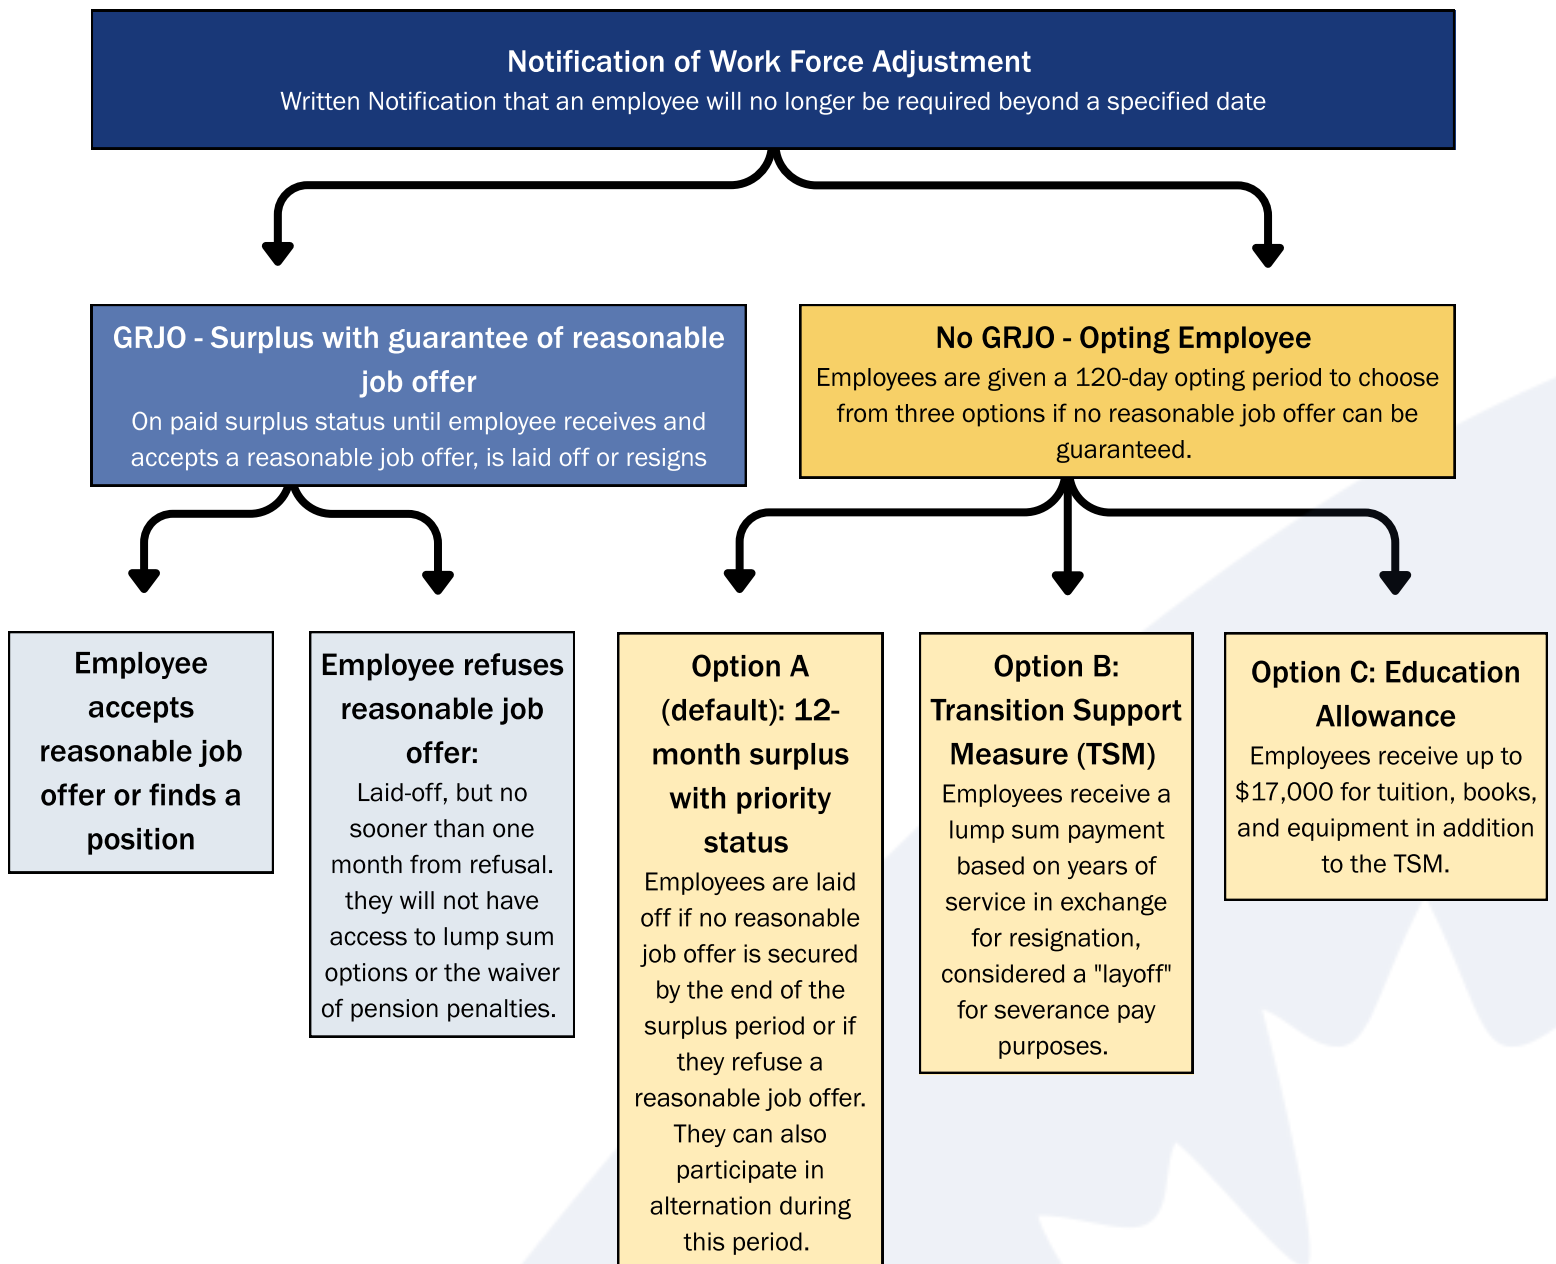 Notification of Work Force Adjustment
Written Notification that an employee will no longer be required beyond a specified date
GRJO - Surplus with guarantee of reasonable
job offer
On paid surplus status until employee receives and
accepts a reasonable job offer, is laid off or resigns
No GRJO - Opting Employee
Employees are given a 120-day opting period to choose
from three options if no reasonable job offer can be
guaranteed.
Employee
accepts
reasonable job
offer or finds a
position
Employee refuses
reasonable job
offer:
Laid-off, but no
sooner than one
month from refusal.
they will not have
access to lump sum
options or the waiver
of pension penalties.
Option A
(default): 12-
month surplus
with priority
status
Employees are laid
off if no reasonable
job offer is secured
by the end of the
surplus period or if
they refuse a
reasonable job offer.
They can also
participate in
alternation during
this period.
Option B:
Transition Support
Measure (TSM)
Employees receive a
lump sum payment
based on years of
service in exchange
for resignation,
considered a "layoff"
for severance pay
purposes.
Option C: Education
Allowance
Employees receive up to
$17,000 for tuition, books,
and equipment in addition
to the TSM.